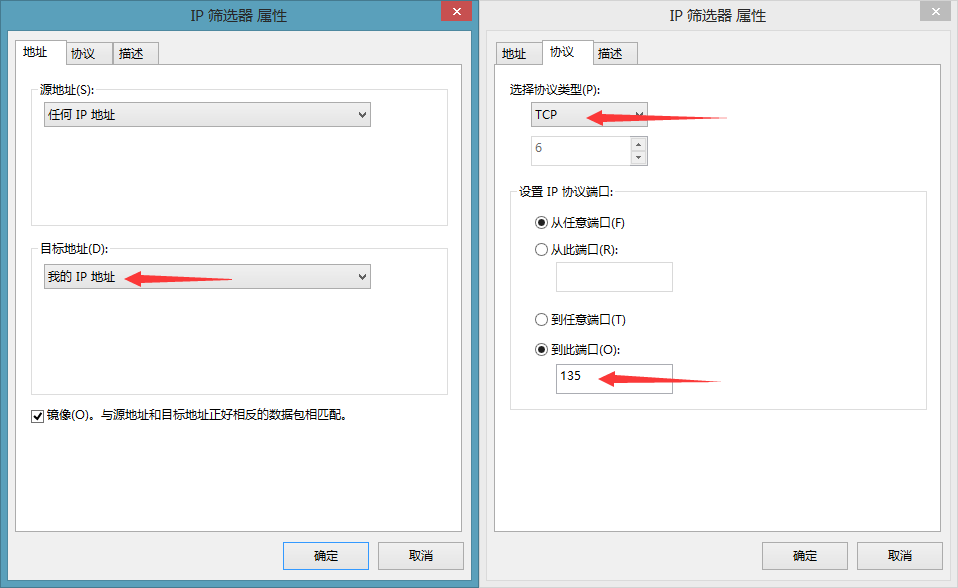 IP 筛选器 属性
地址
协议
描述
源地址(S):
任何 IP 地址
目标地址(D):
我的 IP 地址
镜像(O)。与源地址和目标地址正好相反的数据包相匹配。
确定
取消
IP 筛选器 属性
地址
协议
描述
选择协议类型(P):
TCP
6
设置 IP 协议端口:
从任意端口(F)
从此端口(R):
到任意端口(T)
到此端口(O):
135
确定
取消